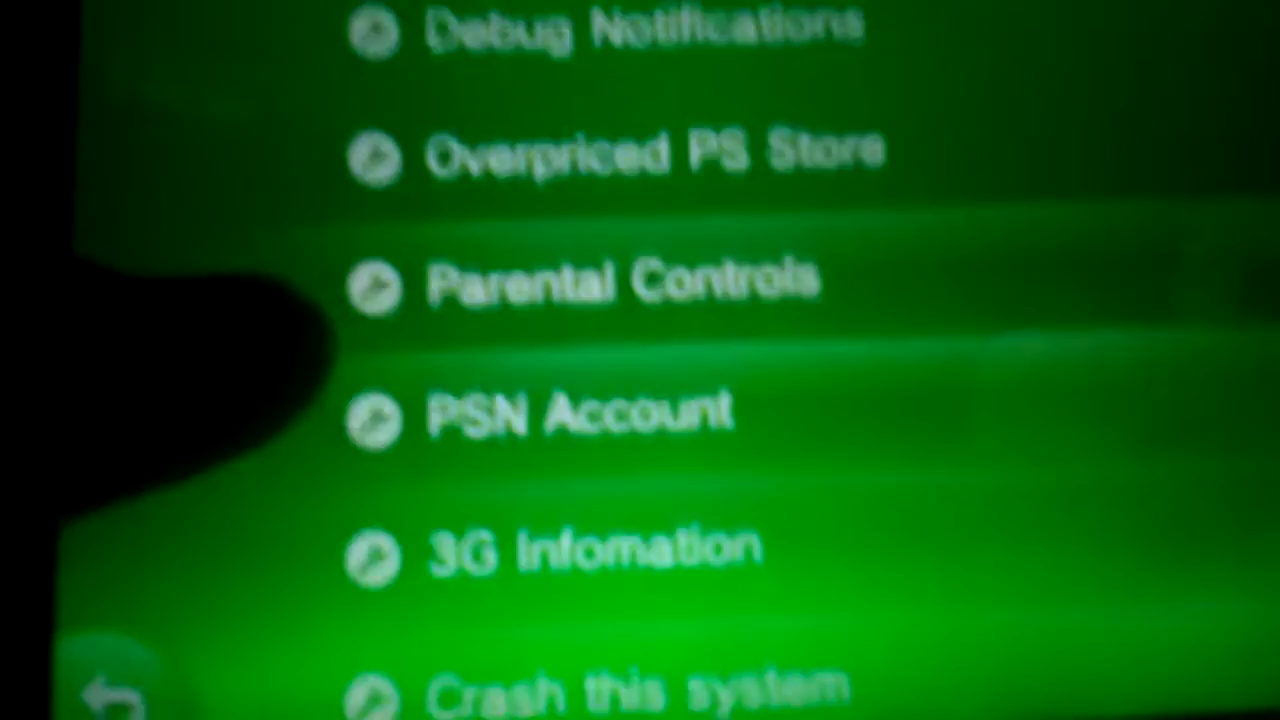 Debug Notifications
Overpriced PS Store
Parental Controls
PSN Account
3G Infomation
Crash this system